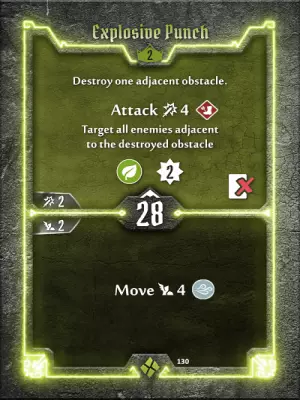 Explosive Punch
2
Destroy one adjacent obstacle.
Attack 4
Target all enemies adjacent
to the destroyed obstacle
2
2
28
2
Move 4
130